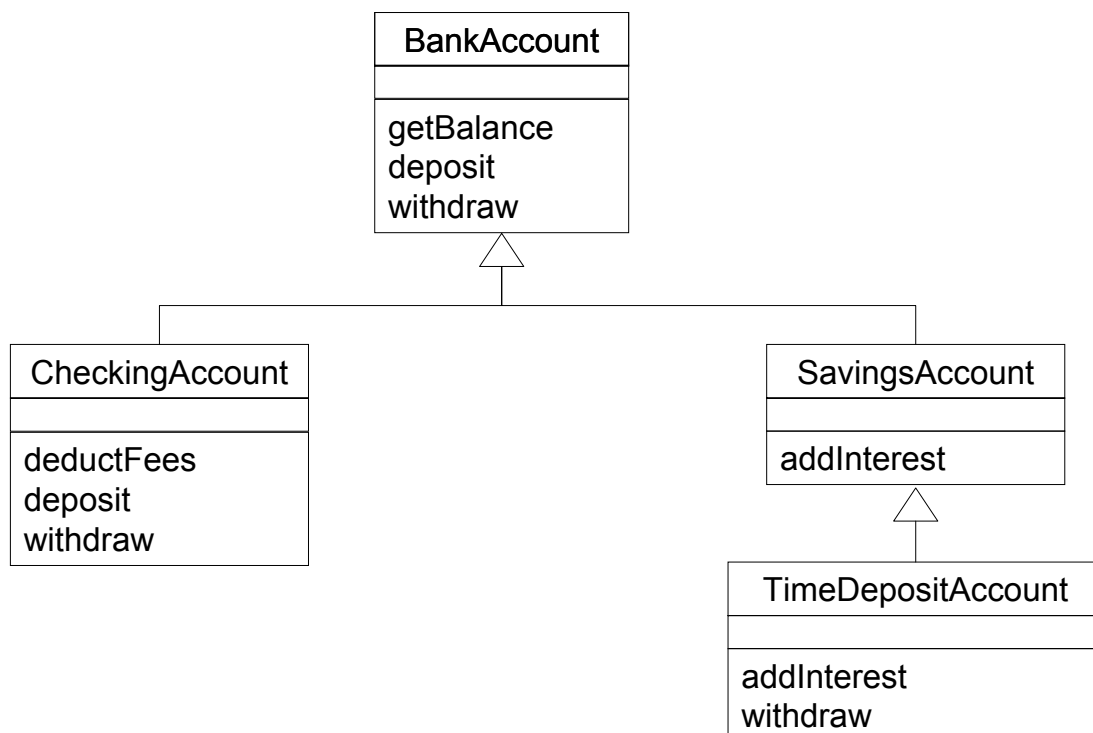 BankAccount
getBalance
deposit
withdraw
CheckingAccount
deductFees
deposit
withdraw
SavingsAccount
addInterest
TimeDepositAccount
addInterest
withdraw